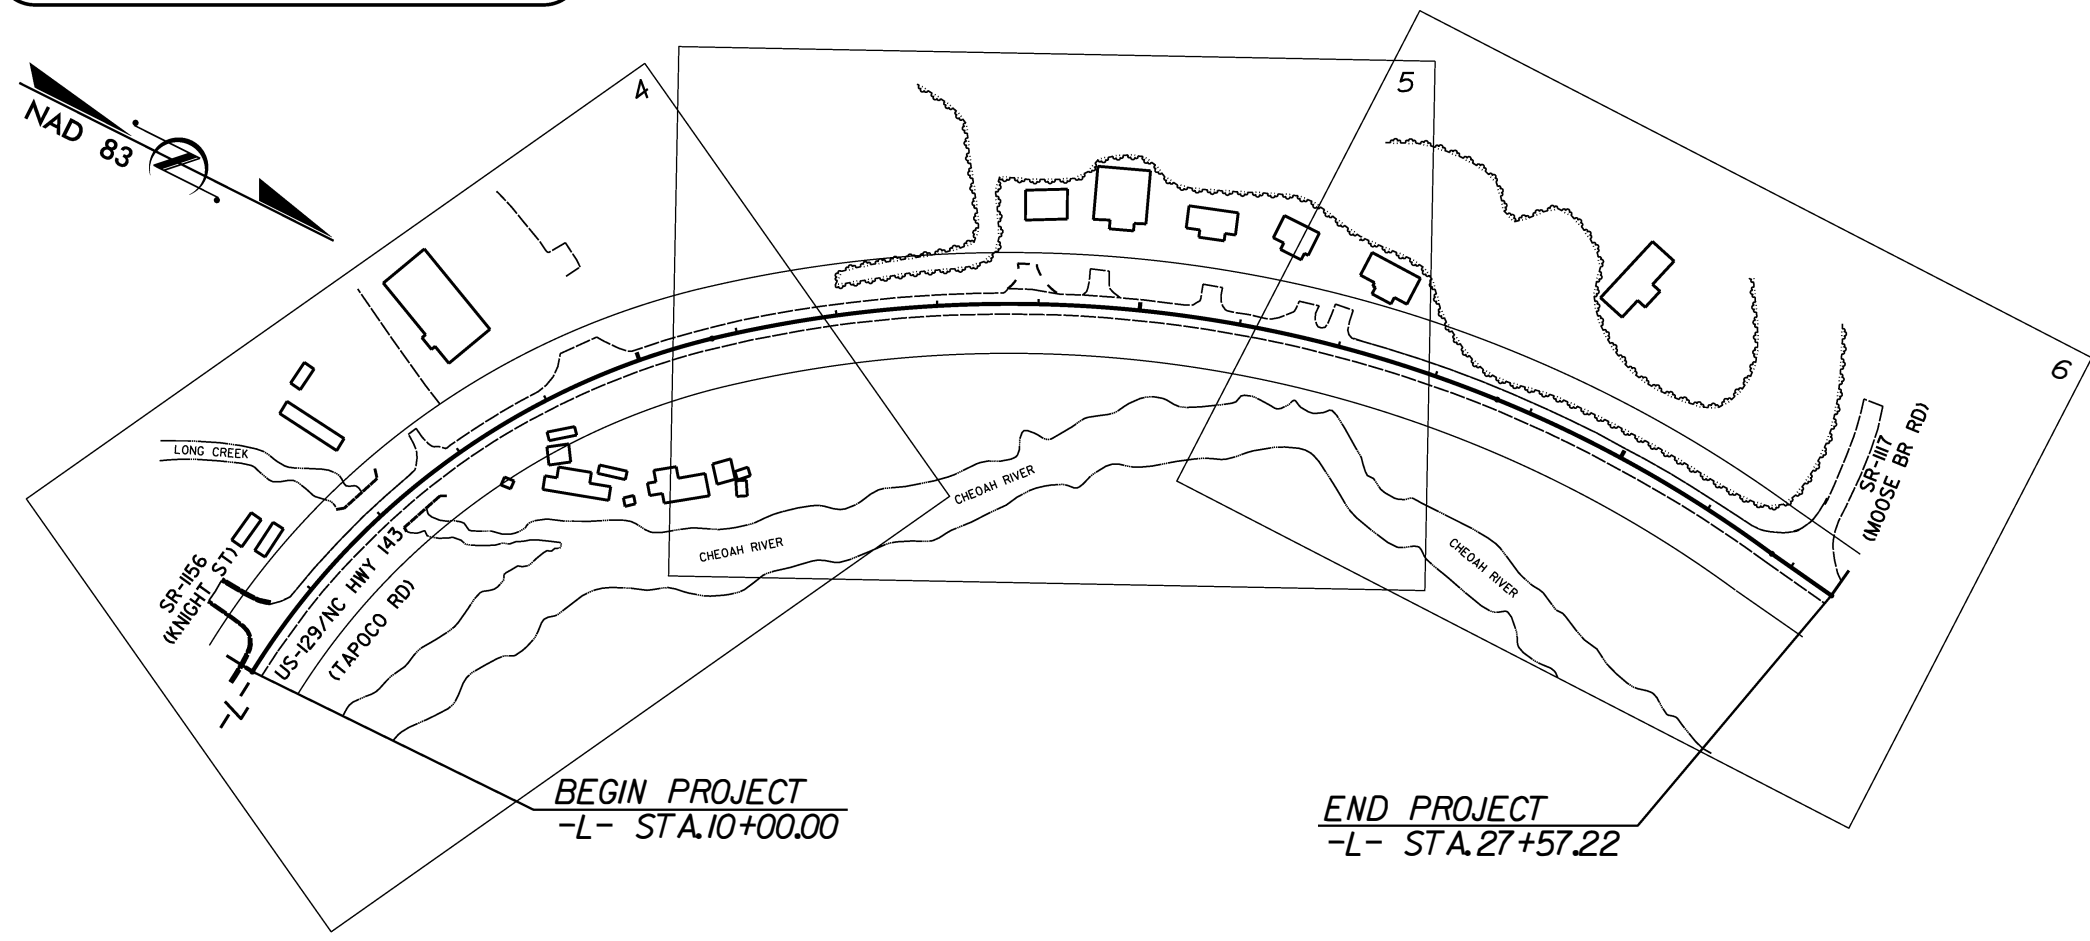 4
5
6
NAD 83
LONG CREEK
SR-1156
(KNIGHT ST)
US-129/NC HWY 143
(TAPOCO RD)
-L-
CHEOAH RIVER
CHEOAH RIVER
CHEOAH RIVER
SR-1117
(MOOSE BR RD)
BEGIN PROJECT
-L- STA.10+00.00
END PROJECT
-L- STA.27+57.22